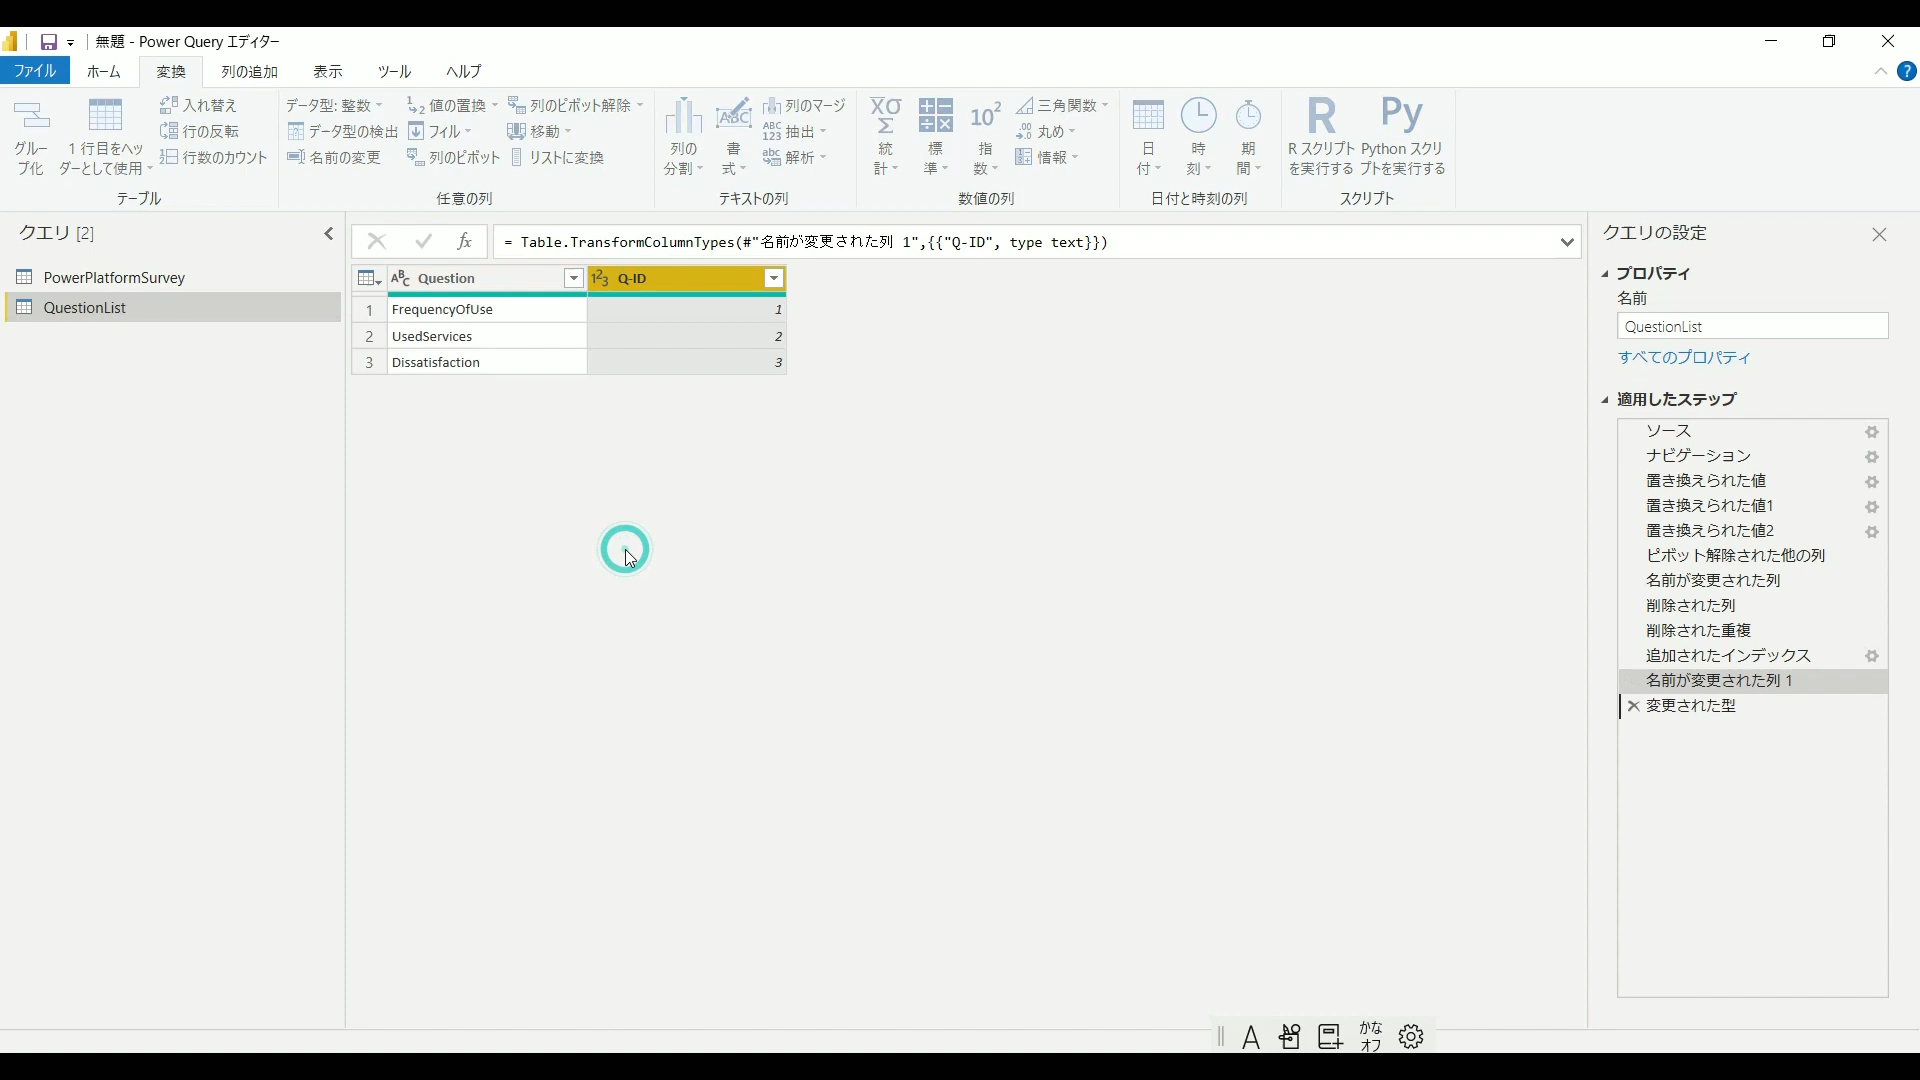 無題 - Power Query エディター
ファイル ホーム 変換 列の追加 表示 ツール ヘルプ
グルー
プ化
1 行目をヘッ
ダーとして使用
入れ替え
行の反転
行数のカウント
テーブル
データ型: 整数
データ型の検出
名前の変更
1 2 値の置換
フィル
列のピボット
列のピボット解除
移動
リストに変換
任意の列
列の
分割
ABC
書
式
列のマージ
ABC 123 抽出
abc 解析
テキストの列
XΟ Σ
統
計
標
準
10²
指
数
三角関数
.00 丸め
情報
数値の列
日
付
時
刻
期
間
日付と時刻の列
R
R スクリプト
を実行する
Py
Python スクリ
プトを実行する
スクリプト
クエリ [2]
PowerPlatformSurvey
QuestionList
fx = Table.TransformColumnTypes(#"名前が変更された列 1",{{"Q-ID", type text}})
ABC Question 123 Q-ID
1 FrequencyOfUse 1
2 UsedServices 2
3 Dissatisfaction 3
クエリの設定
プロパティ
名前
QuestionList
すべてのプロパティ
適用したステップ
ソース
ナビゲーション
置き換えられた値
置き換えられた値1
置き換えられた値2
ピボット解除された他の列
名前が変更された列
削除された列
削除された重複
追加されたインデックス
名前が変更された列 1
変更された型
A かな
オフ